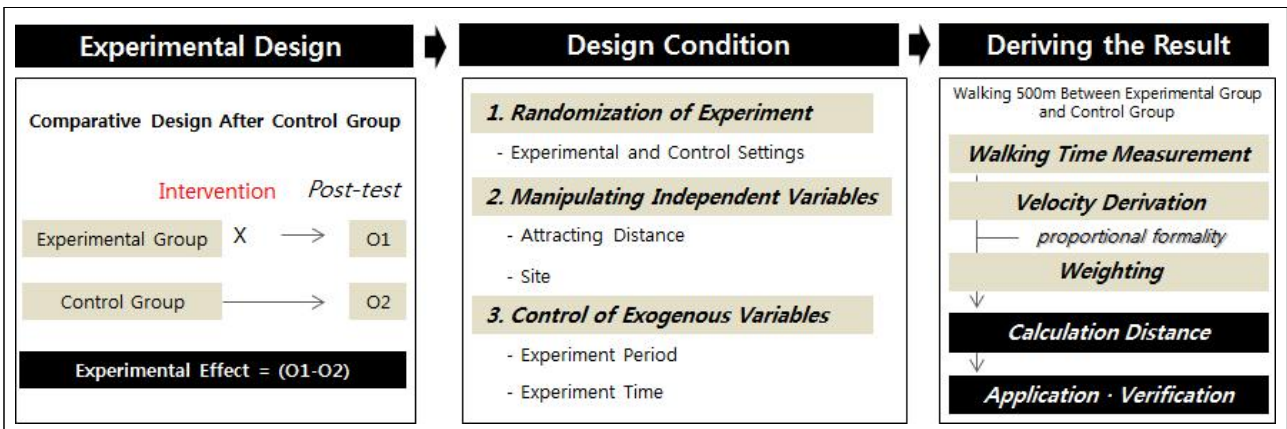 Experimental Design
Comparative Design After Control Group
Intervention Post-test
Experimental Group X O1
Control Group O2
Experimental Effect = (O1-O2)
Design Condition
1. Randomization of Experiment
- Experimental and Control Settings
2. Manipulating Independent Variables
- Attracting Distance
- Site
3. Control of Exogenous Variables
- Experiment Period
- Experiment Time
Deriving the Result
Walking 500m Between Experimental Group
and Control Group
Walking Time Measurement
Velocity Derivation
proportional formality
Weighting
Calculation Distance
Application · Verification